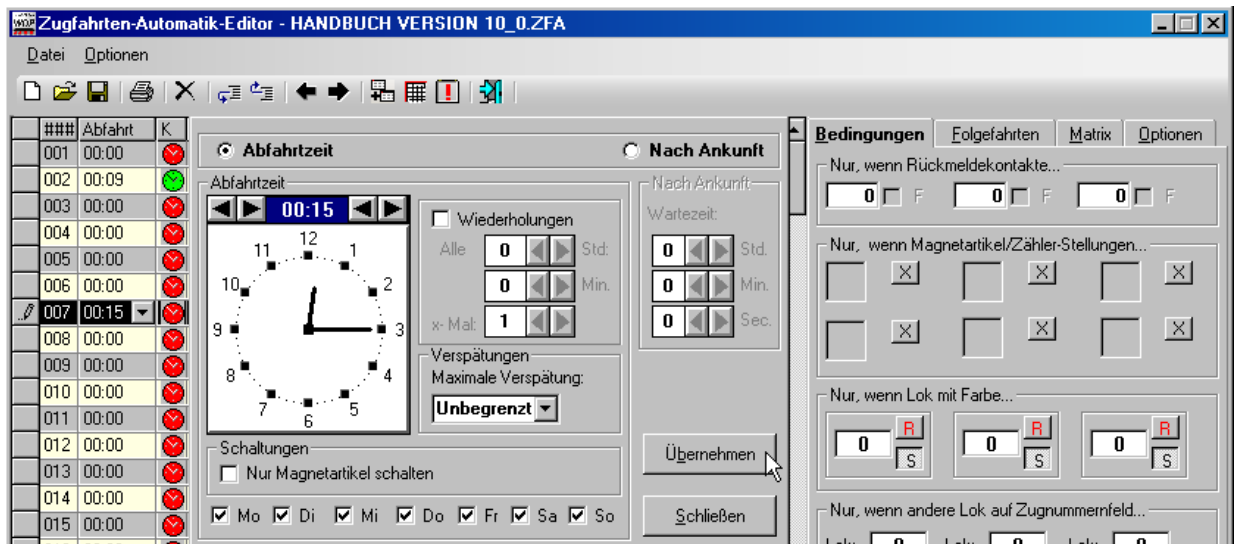 Zugfahrten-Automatik-Editor - HANDBUCH VERSION 10_0.ZFA
Datei Optionen
### Abfahrt K
001 00:00
002 00:09
003 00:00
004 00:00
005 00:00
006 00:00
007 00:15
008 00:00
009 00:00
010 00:00
011 00:00
012 00:00
013 00:00
014 00:00
015 00:00
Abfahrtzeit Nach Ankunft
Abfahrtzeit
00:15
12
11 1
10 2
9 3
8 4
7 5
6
Wiederholungen
Alle 0 Std:
0 Min.
x- Mal: 1
Verspätungen
Maximale Verspätung:
Unbegrenzt
Nach Ankunft
Wartezeit:
0 Std.
0 Min.
0 Sec.
Schaltungen
Nur Magnetartikel schalten
Mo Di Mi Do Fr Sa So
Übernehmen
Schließen
Bedingungen Folgefahrten Matrix Optionen
Nur, wenn Rückmeldekontakte...
0 F 0 F 0 F
Nur, wenn Magnetartikel/Zähler-Stellungen...
X X X
X X X
Nur, wenn Lok mit Farbe...
R R R
0 0 0
S S S
Nur, wenn andere Lok auf Zugnummernfeld...